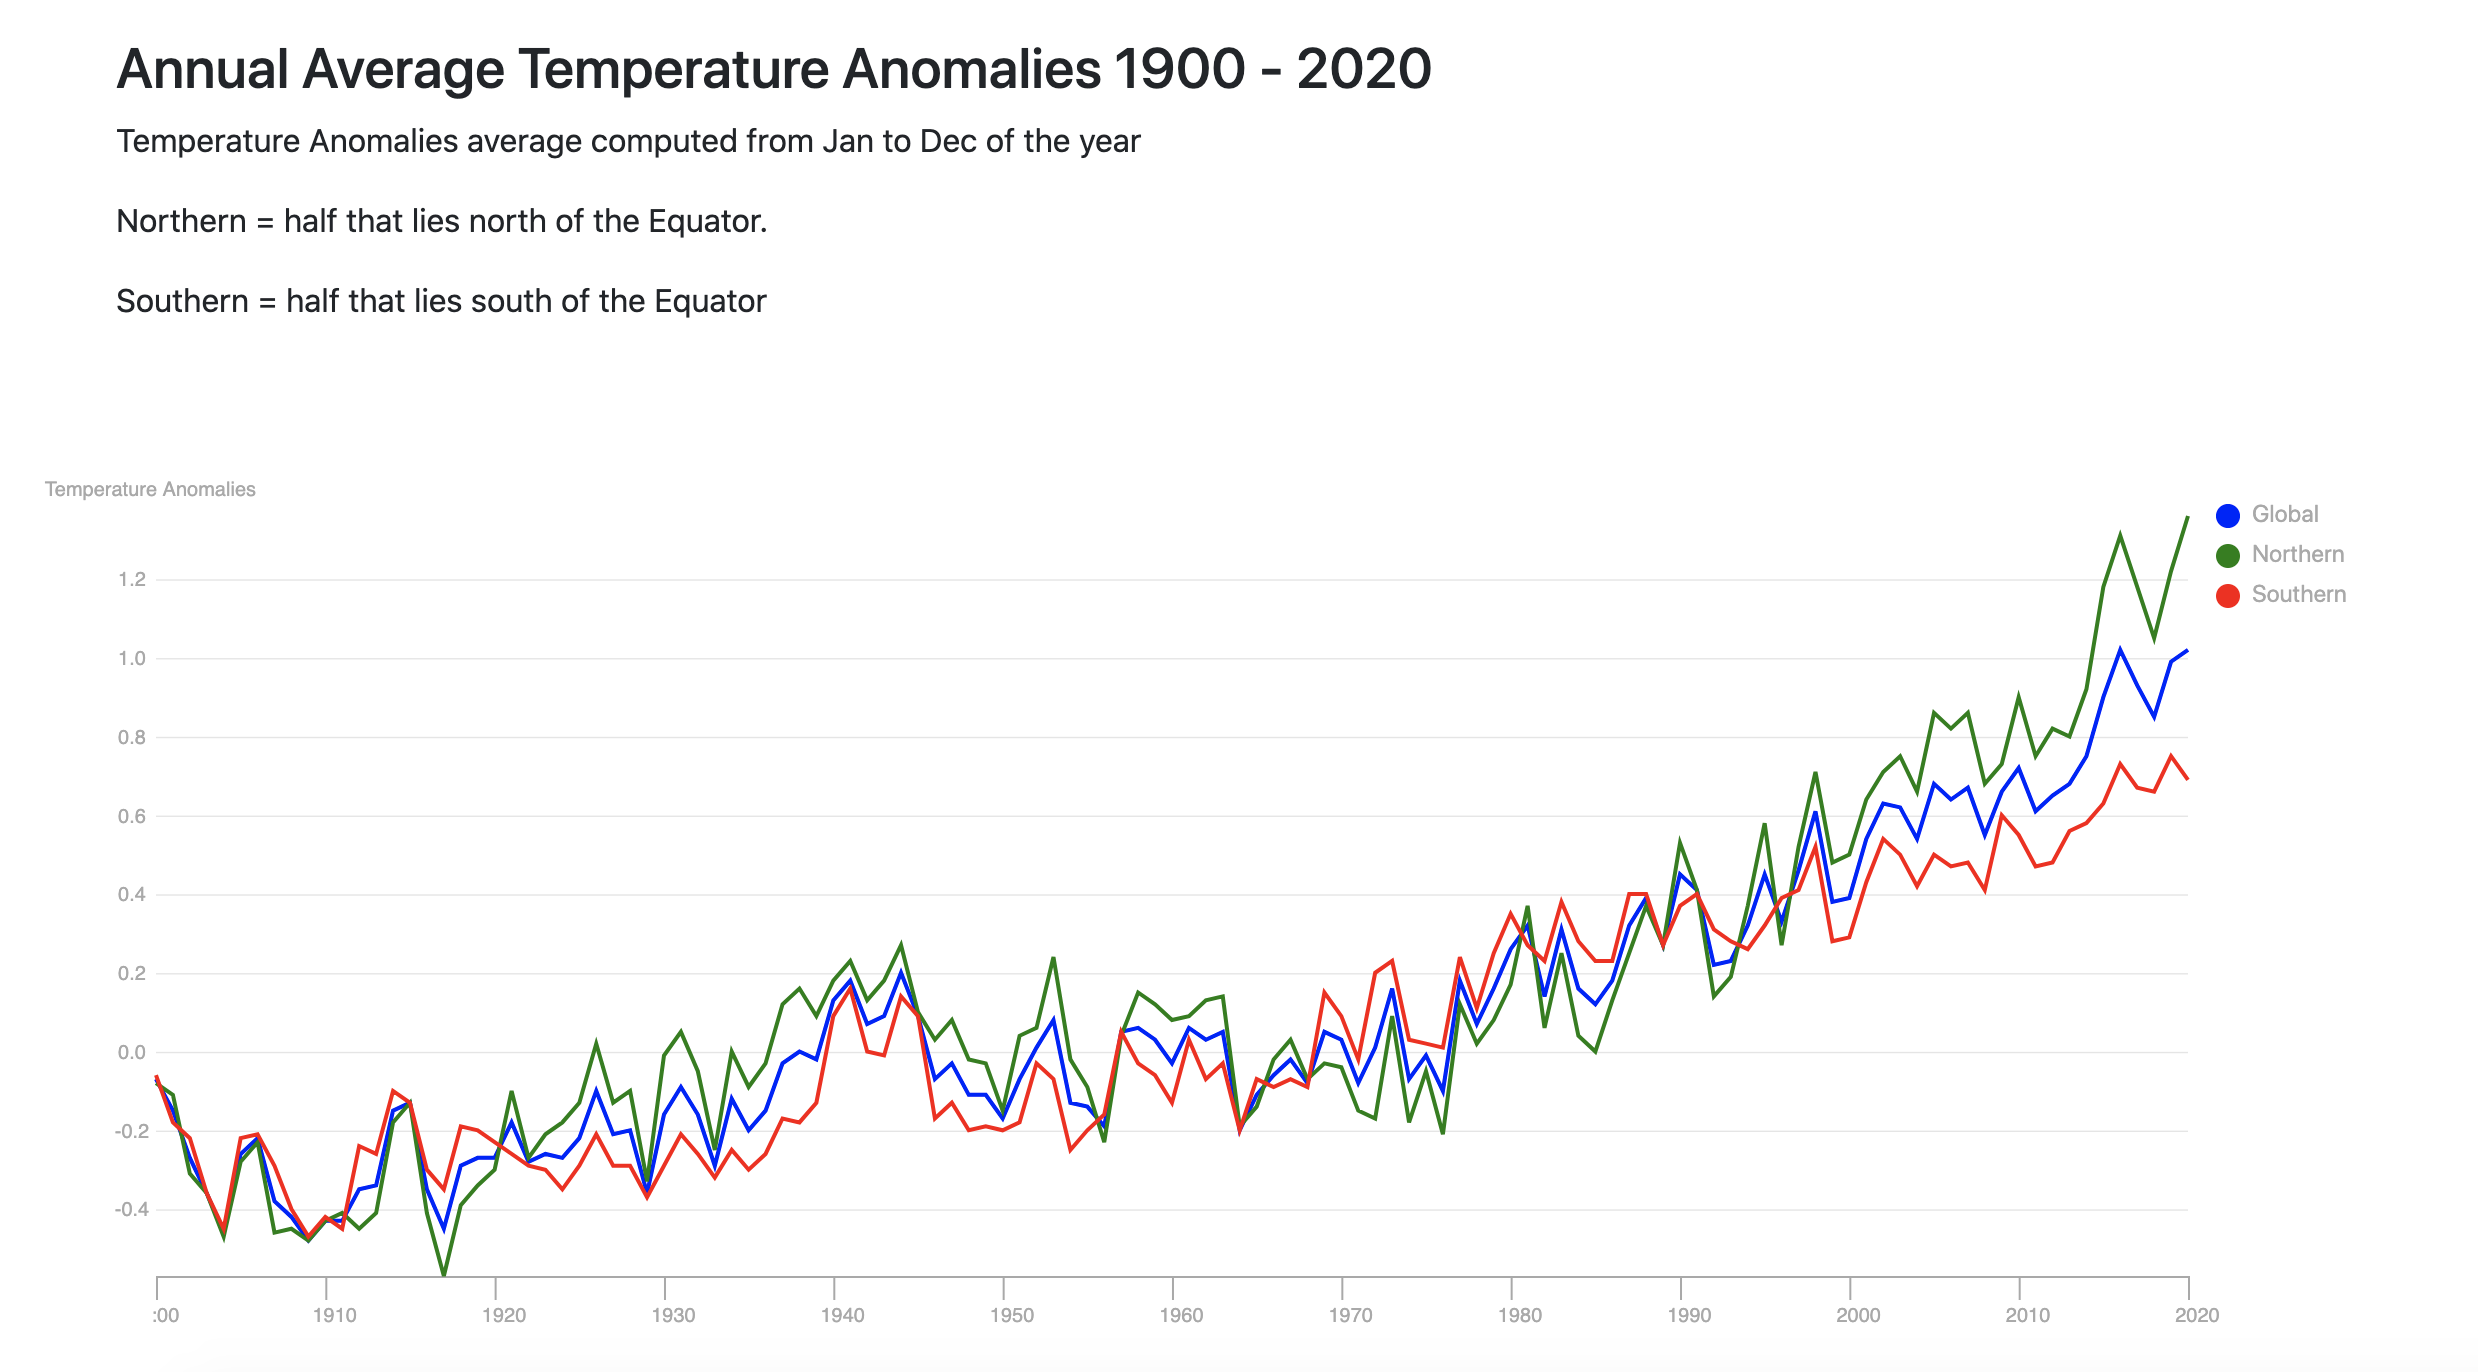 Annual Average Temperature Anomalies 1900 - 2020
Temperature Anomalies average computed from Jan to Dec of the year
Northern = half that lies north of the Equator.
Southern = half that lies south of the Equator
Temperature Anomalies
Global
Northern
Southern
1.2
1.0
0.8
0.6
0.4
0.2
0.0
-0.2
-0.4
:00 1910 1920 1930 1940 1950 1960 1970 1980 1990 2000 2010 2020